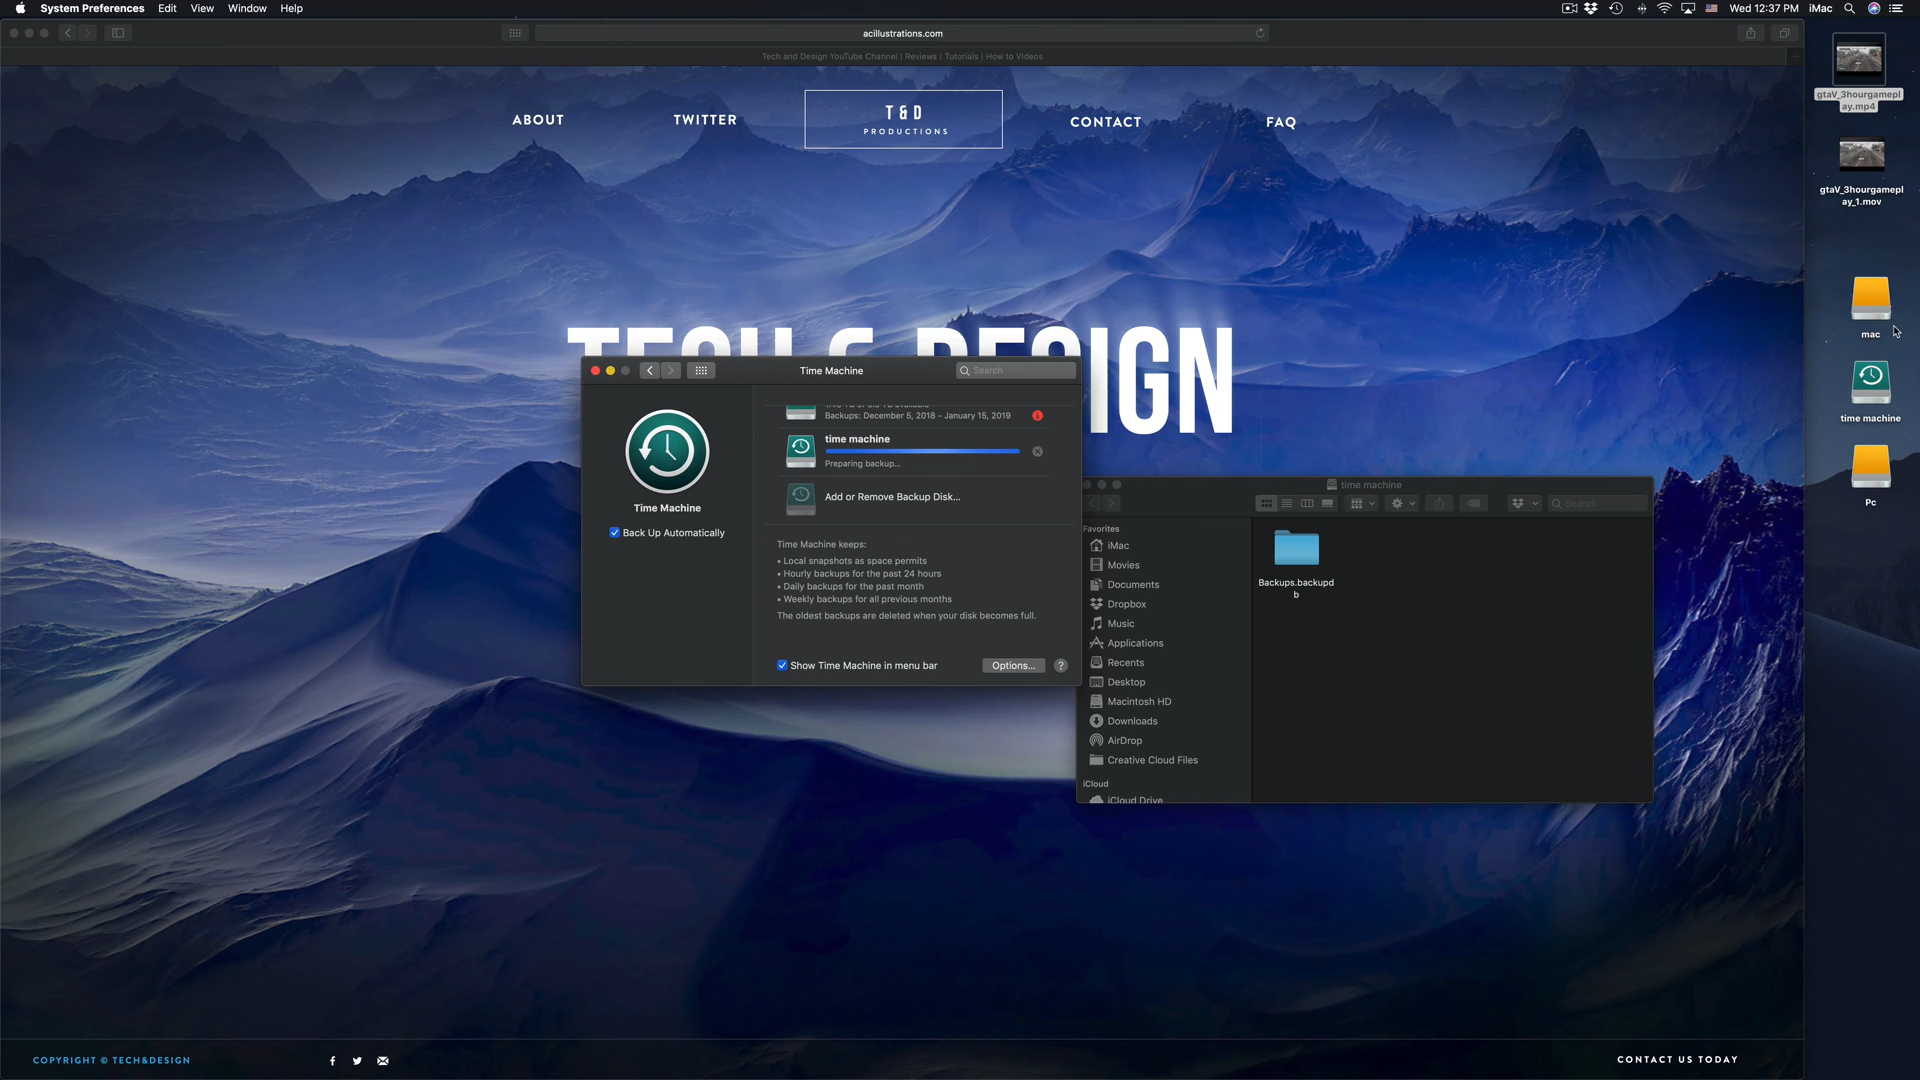 System Preferences Edit View Window Help
Wed 12:37 PM iMac
acillustrations.com
Tech and Design YouTube Channel | Reviews | Tutorials | How to Videos
ABOUT
TWITTER
T & D
PRODUCTIONS
CONTACT
FAQ
gtaV_3hourgamepl
ay.mp4
gtaV_3hourgamepl
ay_1.mov
mac
time machine
Pc
Time Machine
Search
Backups: December 5, 2018 - January 15, 2019
time machine
Preparing backup...
Add or Remove Backup Disk...
Time Machine
Back Up Automatically
Time Machine keeps:
• Local snapshots as space permits
• Hourly backups for the past 24 hours
• Daily backups for the past month
• Weekly backups for all previous months
The oldest backups are deleted when your disk becomes full.
Show Time Machine in menu bar
Options...
?
time machine
Search
Favorites
iMac
Movies
Documents
Dropbox
Music
Applications
Recents
Desktop
Macintosh HD
Downloads
AirDrop
Creative Cloud Files
iCloud
iCloud Drive
Backups.backupd
b
COPYRIGHT © TECH&DESIGN
CONTACT US TODAY